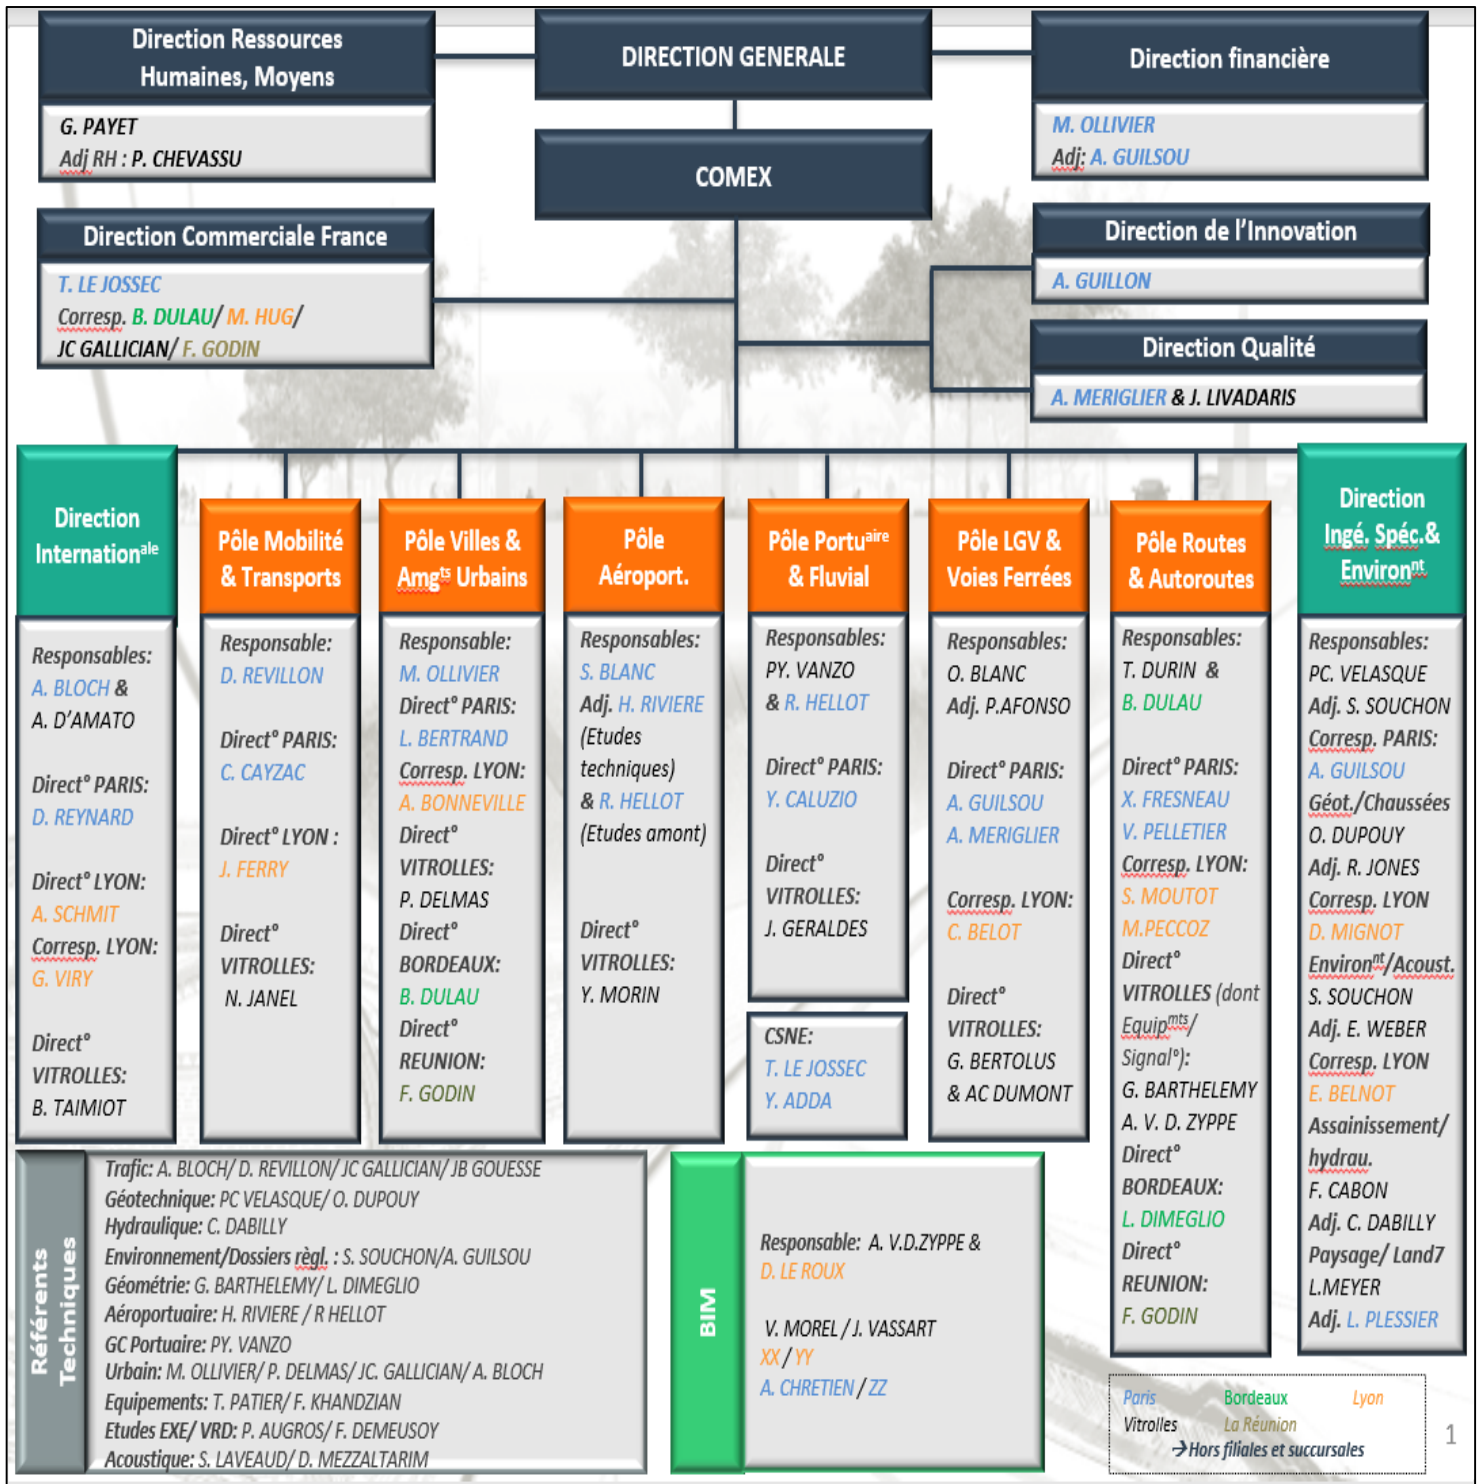 Direction Ressources
Humaines, Moyens
G. PAYET
Adj RH : P. CHEVASSU
DIRECTION GENERALE
COMEX
Direction financière
M. OLLIVIER
Adj: A. GUILSOU
Direction Commerciale France
T. LE JOSSEC
Corresp. B. DULAU/ M. HUG/
JC GALLICIAN/ F. GODIN
Direction de l’Innovation
A. GUILLON
Direction Qualité
A. MERIGLIER & J. LIVADARIS
Direction
Internationale
Responsables:
A. BLOCH &
A. D’AMATO
Direct° PARIS:
D. REYNARD
Direct° LYON:
A. SCHMIT
Corresp. LYON:
G. VIRY
Direct°
VITROLLES:
B. TAIMIOT
Pôle Mobilité
& Transports
Responsable:
D. REVILLON
Direct° PARIS:
C. CAYZAC
Direct° LYON :
J. FERRY
Direct°
VITROLLES:
N. JANEL
Pôle Villes &
Amgts Urbains
Responsable:
M. OLLIVIER
Direct° PARIS:
L. BERTRAND
Corresp. LYON:
A. BONNEVILLE
Direct°
VITROLLES:
P. DELMAS
Direct°
BORDEAUX:
B. DULAU
Direct°
REUNION:
F. GODIN
Pôle
Aéroport.
Responsables:
S. BLANC
Adj. H. RIVIERE
(Etudes
techniques)
& R. HELLOT
(Etudes amont)
Direct°
VITROLLES:
Y. MORIN
Pôle Portuaire
& Fluvial
Responsables:
PY. VANZO
& R. HELLOT
Direct° PARIS:
Y. CALUZIO
Direct°
VITROLLES:
J. GERALDES
CSNE:
T. LE JOSSEC
Y. ADDA
Pôle LGV &
Voies Ferrées
Responsables:
O. BLANC
Adj. P.AFONSO
Direct° PARIS:
A. GUILSOU
A. MERIGLIER
Corresp. LYON:
C. BELOT
Direct°
VITROLLES:
G. BERTOLUS
& AC DUMONT
Pôle Routes
& Autoroutes
Responsables:
T. DURIN &
B. DULAU
Direct° PARIS:
X. FRESNEAU
V. PELLETIER
Corresp. LYON:
S. MOUTOT
M.PECCOZ
Direct°
VITROLLES (dont
Equipmts/
Signal°):
G. BARTHELEMY
A. V. D. ZYPPE
Direct°
BORDEAUX:
L. DIMEGLIO
Direct°
REUNION:
F. GODIN
Direction
Ingé. Spéc.&
Environnt
Responsables:
PC. VELASQUE
Adj. S. SOUCHON
Corresp. PARIS:
A. GUILSOU
Géot./Chaussées
O. DUPOUY
Adj. R. JONES
Corresp. LYON
D. MIGNOT
Environnt/Acoust.
S. SOUCHON
Adj. E. WEBER
Corresp. LYON
E. BELNOT
Assainissement/
hydrau.
F. CABON
Adj. C. DABILLY
Paysage/ Land7
L.MEYER
Adj. L. PLESSIER
Référents
Techniques
Trafic: A. BLOCH/ D. REVILLON/ JC GALLICIAN/ JB GOUESSE
Géotechnique: PC VELASQUE/ O. DUPOUY
Hydraulique: C. DABILLY
Environnement/Dossiers règl. : S. SOUCHON/A. GUILSOU
Géométrie: G. BARTHELEMY/ L. DIMEGLIO
Aéroportuaire: H. RIVIERE / R HELLOT
GC Portuaire: PY. VANZO
Urbain: M. OLLIVIER/ P. DELMAS/ JC. GALLICIAN/ A. BLOCH
Equipements: T. PATIER/ F. KHANDZIAN
Etudes EXE/ VRD: P. AUGROS/ F. DEMEUSOY
Acoustique: S. LAVEAUD/ D. MEZZALTARIM
BIM
Responsable: A. V.D.ZYPPE &
D. LE ROUX
V. MOREL / J. VASSART
XX / YY
A. CHRETIEN / ZZ
Paris Bordeaux Lyon
Vitrolles La Réunion
→Hors filiales et succursales
1